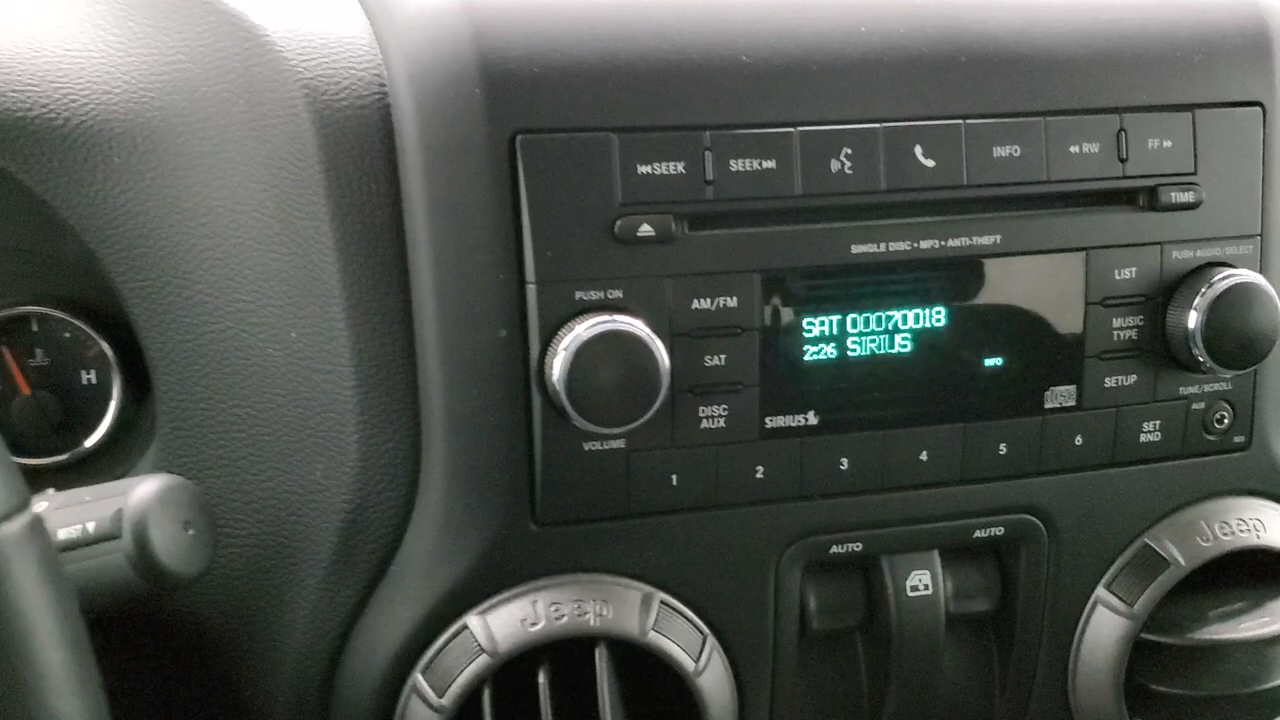 SEEK
SEEK
INFO
RW
FF
TIME
SINGLE DISC • MP3 • ANTI-THEFT
PUSH AUDIO/SELECT
PUSH ON
AM/FM
SAT 00070018
LIST
2:26 SIRIUS
MUSIC
TYPE
SAT
INFO
SETUP
DISC
AUX
SIRIUS
disc
TUNE/SCROLL
VOLUME
AUX
SET
RND
1
2
3
4
5
6
AUTO
AUTO
Jeep
Jeep
H
MIST